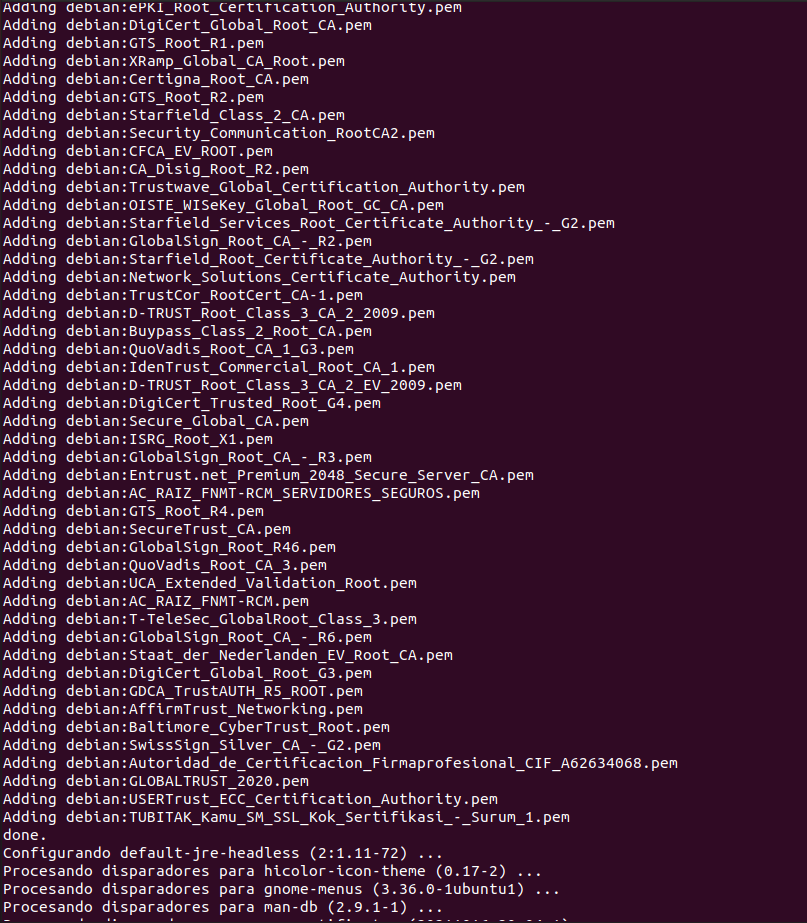 Adding debian:ePKI_Root_Certification_Authority.pem
Adding debian:DigiCert_Global_Root_CA.pem
Adding debian:GTS_Root_R1.pem
Adding debian:XRamp_Global_CA_Root.pem
Adding debian:Certigna_Root_CA.pem
Adding debian:GTS_Root_R2.pem
Adding debian:Starfield_Class_2_CA.pem
Adding debian:Security_Communication_RootCA2.pem
Adding debian:CFCA_EV_ROOT.pem
Adding debian:CA_Disig_Root_R2.pem
Adding debian:Trustwave_Global_Certification_Authority.pem
Adding debian:OISTE_WISeKey_Global_Root_GC_CA.pem
Adding debian:Starfield_Services_Root_Certificate_Authority_-_G2.pem
Adding debian:GlobalSign_Root_CA_-_R2.pem
Adding debian:Starfield_Root_Certificate_Authority_-_G2.pem
Adding debian:Network_Solutions_Certificate_Authority.pem
Adding debian:TrustCor_RootCert_CA-1.pem
Adding debian:D-TRUST_Root_Class_3_CA_2_2009.pem
Adding debian:Buypass_Class_2_Root_CA.pem
Adding debian:QuoVadis_Root_CA_1_G3.pem
Adding debian:IdenTrust_Commercial_Root_CA_1.pem
Adding debian:D-TRUST_Root_Class_3_CA_2_EV_2009.pem
Adding debian:DigiCert_Trusted_Root_G4.pem
Adding debian:Secure_Global_CA.pem
Adding debian:ISRG_Root_X1.pem
Adding debian:GlobalSign_Root_CA_-_R3.pem
Adding debian:Entrust.net_Premium_2048_Secure_Server_CA.pem
Adding debian:AC_RAIZ_FNMT-RCM_SERVIDORES_SEGUROS.pem
Adding debian:GTS_Root_R4.pem
Adding debian:SecureTrust_CA.pem
Adding debian:GlobalSign_Root_R46.pem
Adding debian:QuoVadis_Root_CA_3.pem
Adding debian:UCA_Extended_Validation_Root.pem
Adding debian:AC_RAIZ_FNMT-RCM.pem
Adding debian:T-TeleSec_GlobalRoot_Class_3.pem
Adding debian:GlobalSign_Root_CA_-_R6.pem
Adding debian:Staat_der_Nederlanden_EV_Root_CA.pem
Adding debian:DigiCert_Global_Root_G3.pem
Adding debian:GDCA_TrustAUTH_R5_ROOT.pem
Adding debian:AffirmTrust_Networking.pem
Adding debian:Baltimore_CyberTrust_Root.pem
Adding debian:SwissSign_Silver_CA_-_G2.pem
Adding debian:Autoridad_de_Certificacion_Firmaprofesional_CIF_A62634068.pem
Adding debian:GLOBALTRUST_2020.pem
Adding debian:USERTrust_ECC_Certification_Authority.pem
Adding debian:TUBITAK_Kamu_SM_SSL_Kok_Sertifikasi_-_Surum_1.pem
done.
Configurando default-jre-headless (2:1.11-72) ...
Procesando disparadores para hicolor-icon-theme (0.17-2) ...
Procesando disparadores para gnome-menus (3.36.0-1ubuntu1) ...
Procesando disparadores para man-db (2.9.1-1) ...